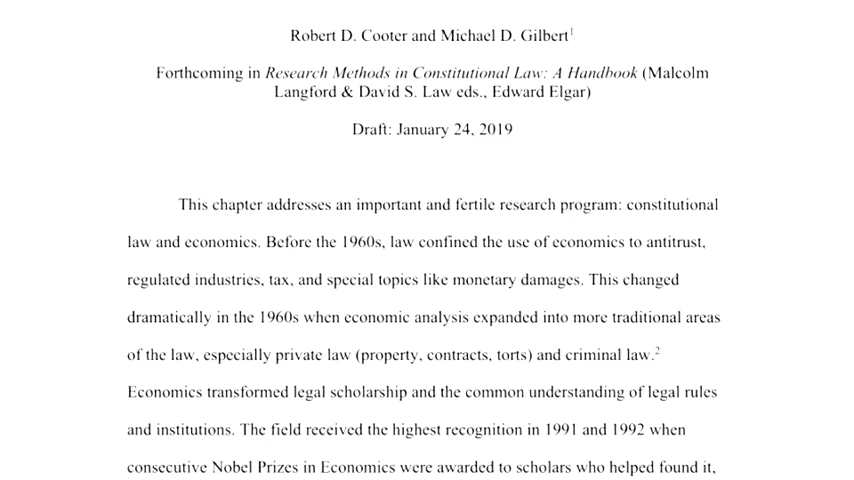 Robert D. Cooter and Michael D. Gilbert¹
Forthcoming in Research Methods in Constitutional Law: A Handbook (Malcolm
Langford & David S. Law eds., Edward Elgar)
Draft: January 24, 2019
This chapter addresses an important and fertile research program: constitutional
law and economics. Before the 1960s, law confined the use of economics to antitrust,
regulated industries, tax, and special topics like monetary damages. This changed
dramatically in the 1960s when economic analysis expanded into more traditional areas
of the law, especially private law (property, contracts, torts) and criminal law.²
Economics transformed legal scholarship and the common understanding of legal rules
and institutions. The field received the highest recognition in 1991 and 1992 when
consecutive Nobel Prizes in Economics were awarded to scholars who helped found it,